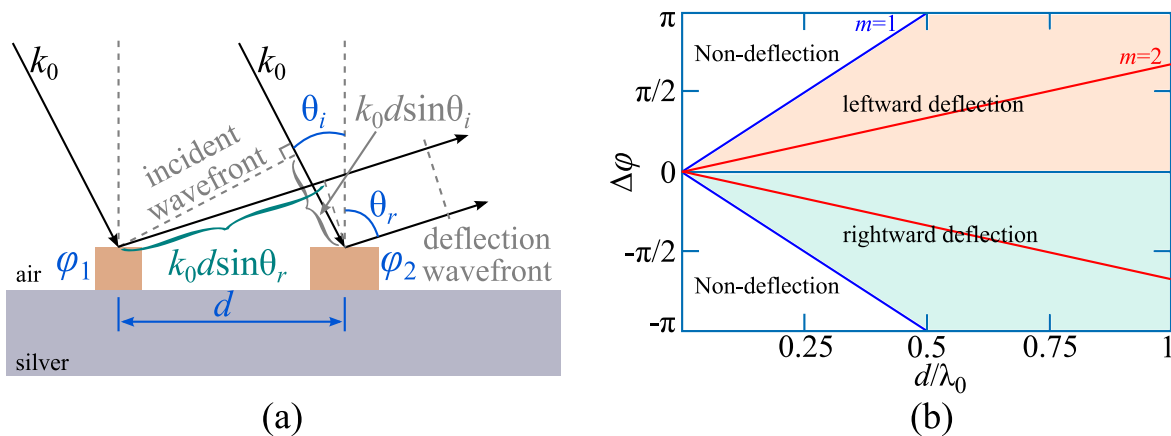 k₀
k₀
θᵢ
k₀dsinθᵢ
incident
wavefront
θᵣ
deflection
wavefront
φ₁
air
k₀dsinθᵣ
φ₂
d
silver
(a)
π
π/2
0
-π/2
-π
Δφ
Non-deflection
m=1
m=2
leftward deflection
rightward deflection
Non-deflection
0.25
0.5
0.75
1
d/λ₀
(b)